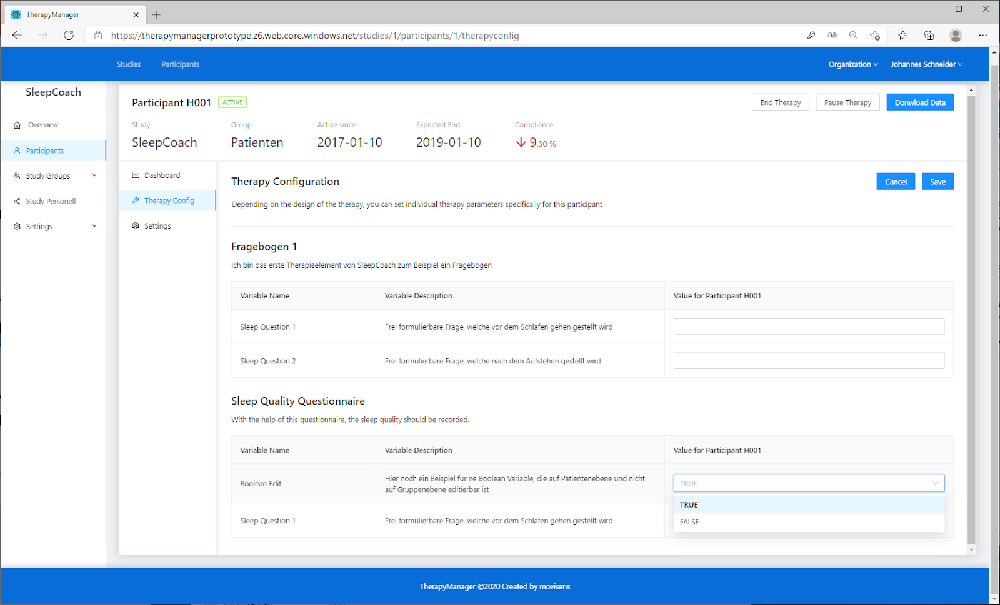 TherapyManager
https://therapymanagerprototype.z6.web.core.windows.net/studies/1/participants/1/therapyconfig
Studies Participants Organization Johannes Schneider
SleepCoach
Overview
Participants
Study Groups
Study Personell
Settings
Participant H001 ACTIVE
End Therapy Pause Therapy Donwload Data
Study Group Active since Expected End Compliance
SleepCoach Patienten 2017-01-10 2019-01-10 9.30 %
Dashboard
Therapy Config
Settings
Therapy Configuration
Cancel Save
Depending on the design of the therapy, you can set individual therapy parameters specifically for this participant
Fragebogen 1
Ich bin das erste Therapieelement von SleepCoach zum Beispiel ein Fragebogen
Variable Name Variable Description Value for Participant H001
Sleep Question 1 Frei formulierbare Frage, welche vor dem Schlafen gehen gestellt wird
Sleep Question 2 Frei formulierbare Frage, welche nach dem Aufstehen gestellt wird
Sleep Quality Questionnaire
With the help of this questionnaire, the sleep quality should be recorded.
Variable Name Variable Description Value for Participant H001
Boolean Edit Hier noch ein Beispiel für ne Boolean Variable, die auf Patientenebene und nicht
auf Gruppenebene editierbar ist
TRUE
TRUE
FALSE
Sleep Question 1 Frei formulierbare Frage, welche vor dem Schlafen gehen gestellt wird
TherapyManager ©2020 Created by movisens